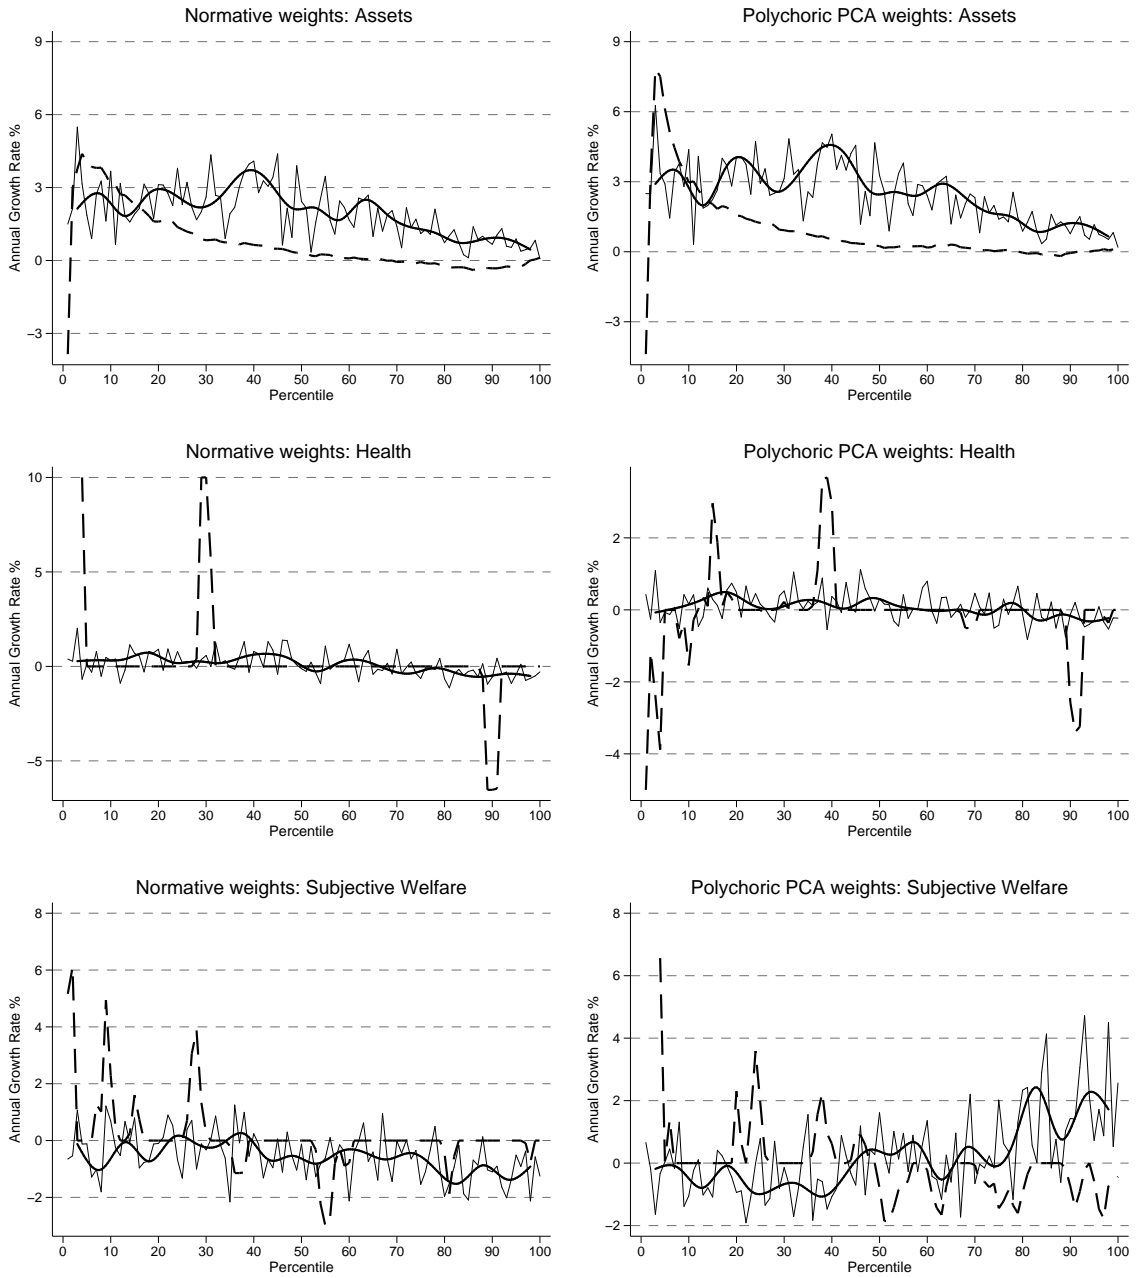 Normative weights: Assets
9
6
3
0
–3
Annual Growth Rate %
0 10 20 30 40 50 60 70 80 90 100
Percentile
Polychoric PCA weights: Assets
9
6
3
0
–3
Annual Growth Rate %
0 10 20 30 40 50 60 70 80 90 100
Percentile
Normative weights: Health
10
5
0
–5
Annual Growth Rate %
0 10 20 30 40 50 60 70 80 90 100
Percentile
Polychoric PCA weights: Health
2
0
–2
–4
Annual Growth Rate %
0 10 20 30 40 50 60 70 80 90 100
Percentile
Normative weights: Subjective Welfare
8
6
4
2
0
–2
Annual Growth Rate %
0 10 20 30 40 50 60 70 80 90 100
Percentile
Polychoric PCA weights: Subjective Welfare
8
6
4
2
0
–2
Annual Growth Rate %
0 10 20 30 40 50 60 70 80 90 100
Percentile